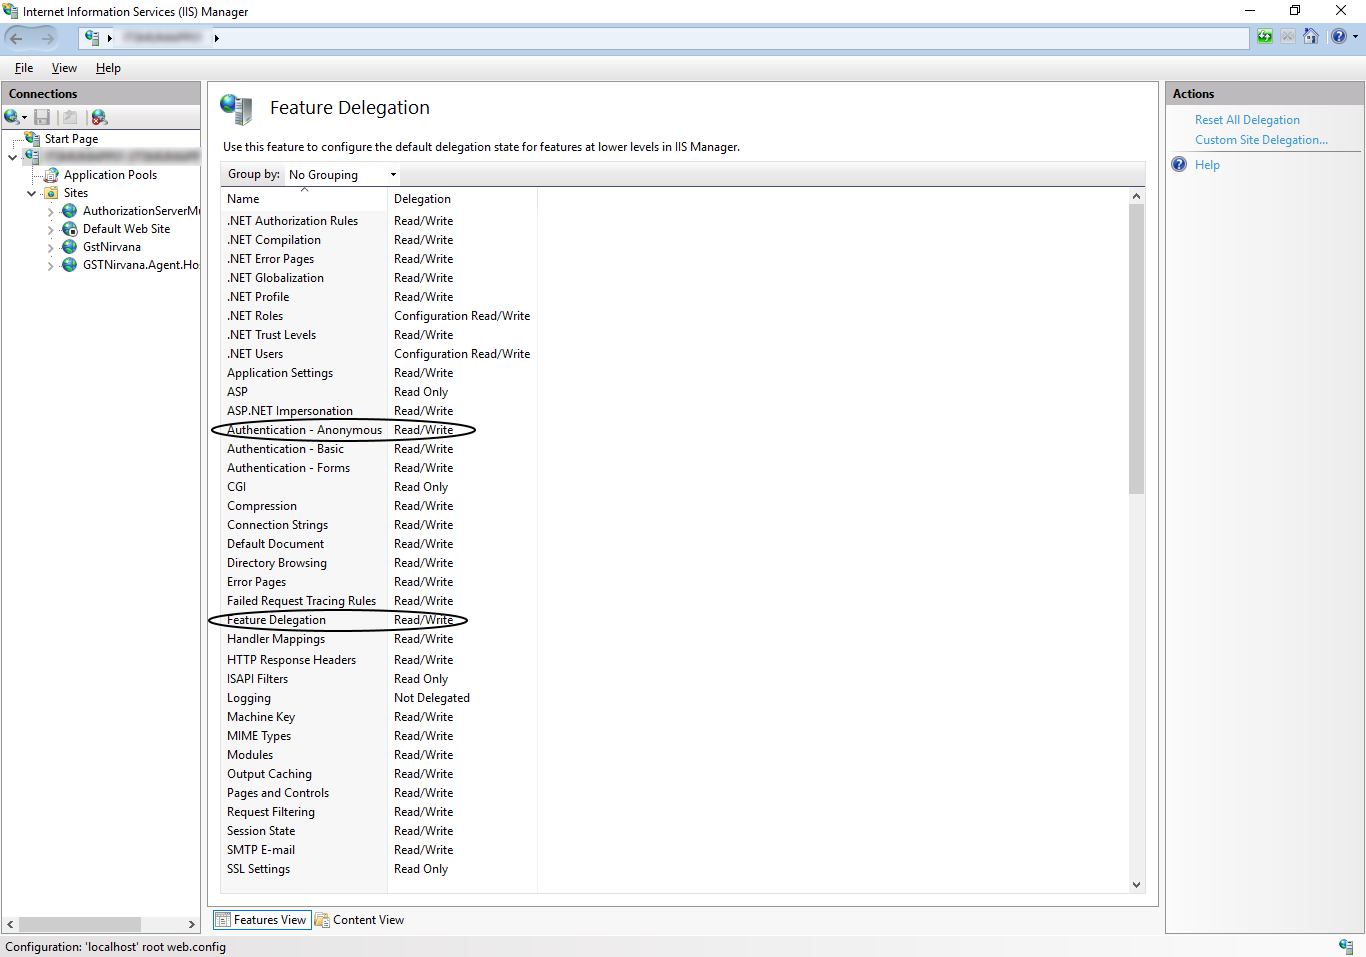 Internet Information Services (IIS) Manager
File View Help
Connections
Start Page
Application Pools
Sites
AuthorizationServerM
Default Web Site
GstNirvana
GSTNirvana.Agent.Ho
Feature Delegation
Use this feature to configure the default delegation state for features at lower levels in IIS Manager.
Group by: No Grouping
Name Delegation
.NET Authorization Rules Read/Write
.NET Compilation Read/Write
.NET Error Pages Read/Write
.NET Globalization Read/Write
.NET Profile Read/Write
.NET Roles Configuration Read/Write
.NET Trust Levels Read/Write
.NET Users Configuration Read/Write
Application Settings Read/Write
ASP Read Only
ASP.NET Impersonation Read/Write
Authentication - Anonymous Read/Write
Authentication - Basic Read/Write
Authentication - Forms Read/Write
CGI Read Only
Compression Read/Write
Connection Strings Read/Write
Default Document Read/Write
Directory Browsing Read/Write
Error Pages Read/Write
Failed Request Tracing Rules Read/Write
Feature Delegation Read/Write
Handler Mappings Read/Write
HTTP Response Headers Read/Write
ISAPI Filters Read Only
Logging Not Delegated
Machine Key Read/Write
MIME Types Read/Write
Modules Read/Write
Output Caching Read/Write
Pages and Controls Read/Write
Request Filtering Read/Write
Session State Read/Write
SMTP E-mail Read/Write
SSL Settings Read Only
Features View Content View
Actions
Reset All Delegation
Custom Site Delegation...
Help
Configuration: 'localhost' root web.config